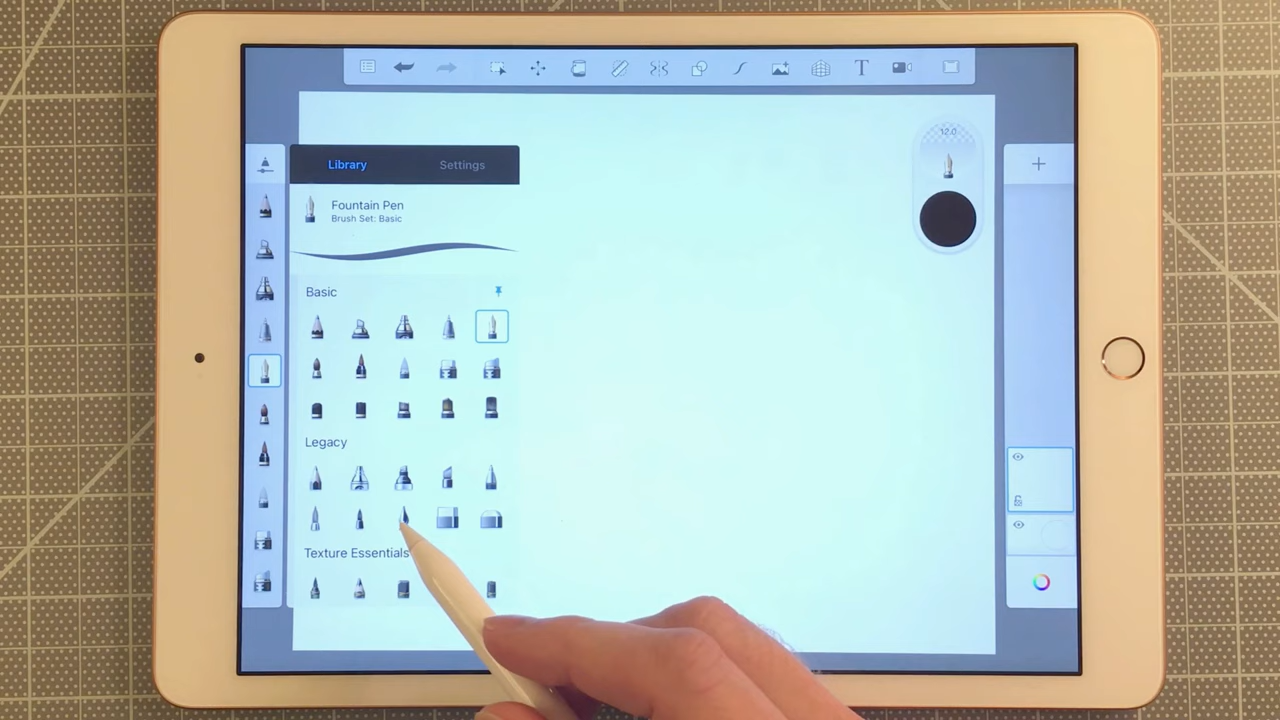 T
12.0
Library Settings
Fountain Pen
Brush Set: Basic
Basic
Legacy
Texture Essentials